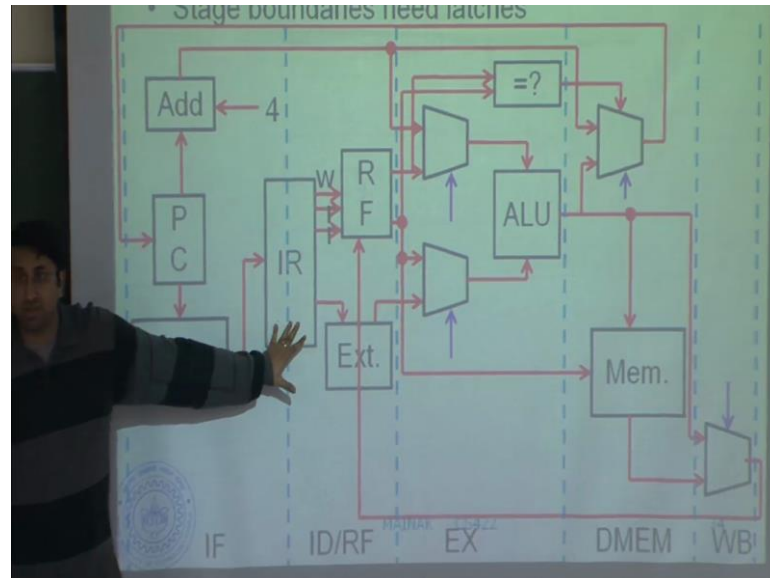 • Stage boundaries need latches
Add
4
=?
P
C
IR
W
R
F
ALU
Ext.
Mem.
IF
ID/RF
EX
DMEM
WB